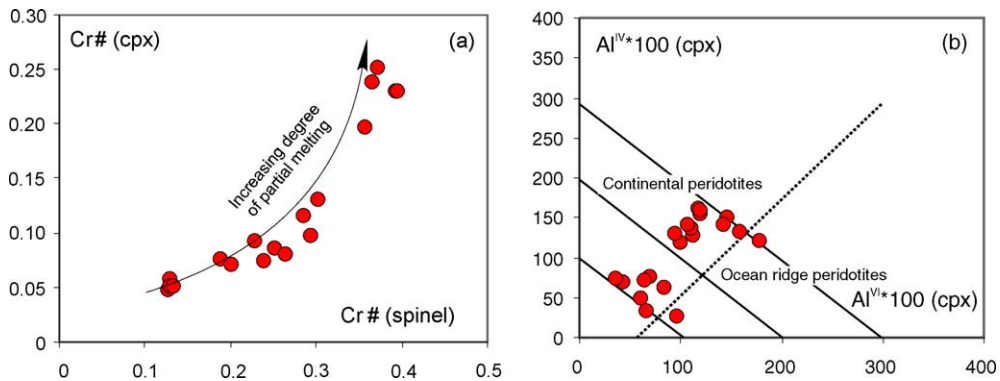 0.30
0.25
0.20
0.15
0.10
0.05
0
0
0.1
0.2
0.3
0.4
0.5
Cr# (cpx)
(a)
Increasing degree
of partial melting
Cr# (spinel)
400
350
300
250
200
150
100
50
0
0
100
200
300
400
Al^IV*100 (cpx)
(b)
Continental peridotites
Ocean ridge peridotites
Al^VI*100 (cpx)